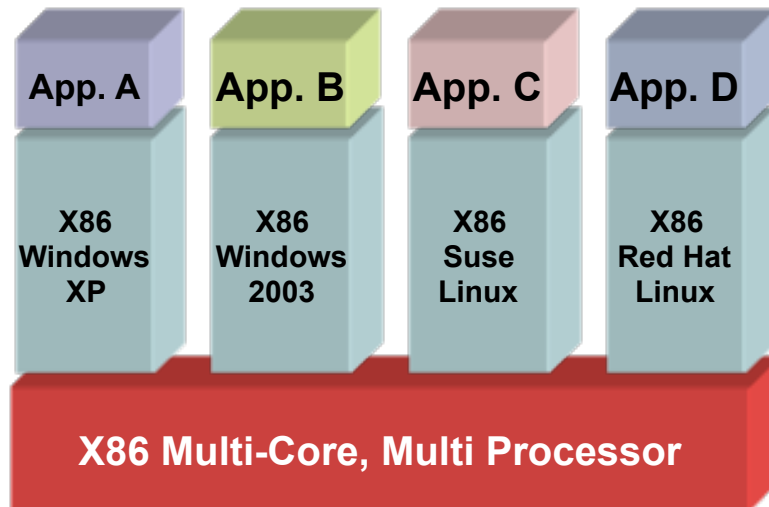 App. A
App. B
App. C
App. D
X86
Windows
XP
X86
Windows
2003
X86
Suse
Linux
X86
Red Hat
Linux
X86 Multi-Core, Multi Processor